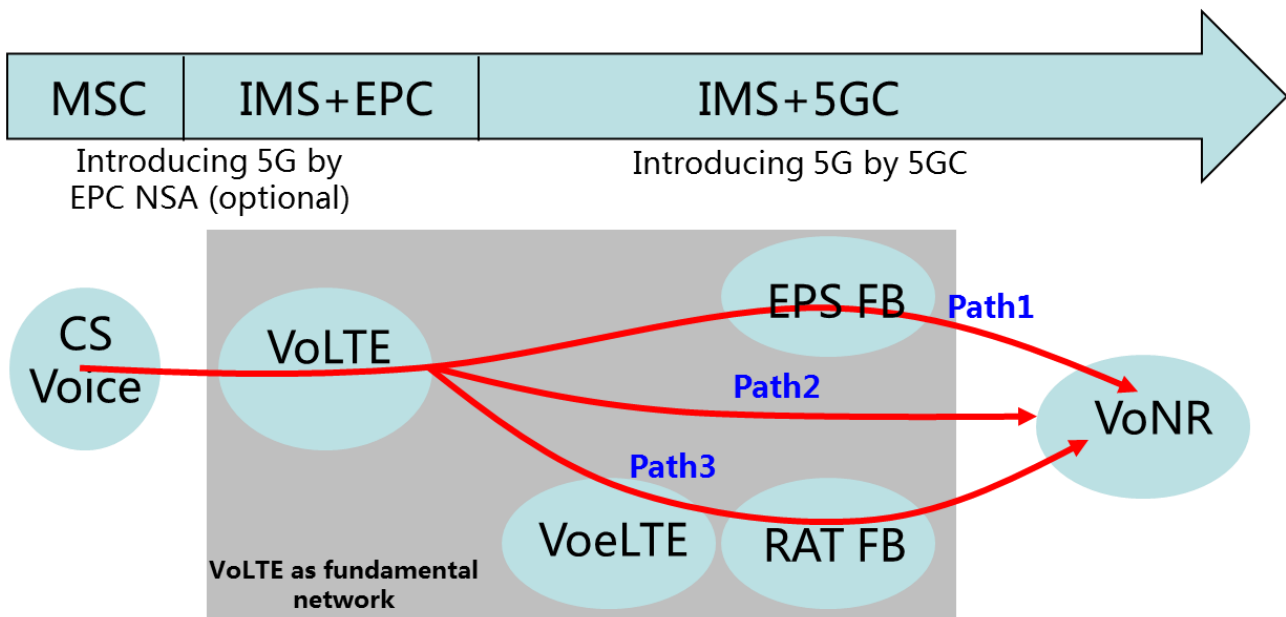 MSC
IMS+EPC
IMS+5GC
Introducing 5G by
EPC NSA (optional)
Introducing 5G by 5GC
CS
Voice
VoLTE
EPS FB
Path1
Path2
VoNR
Path3
VoeLTE
RAT FB
VoLTE as fundamental
network